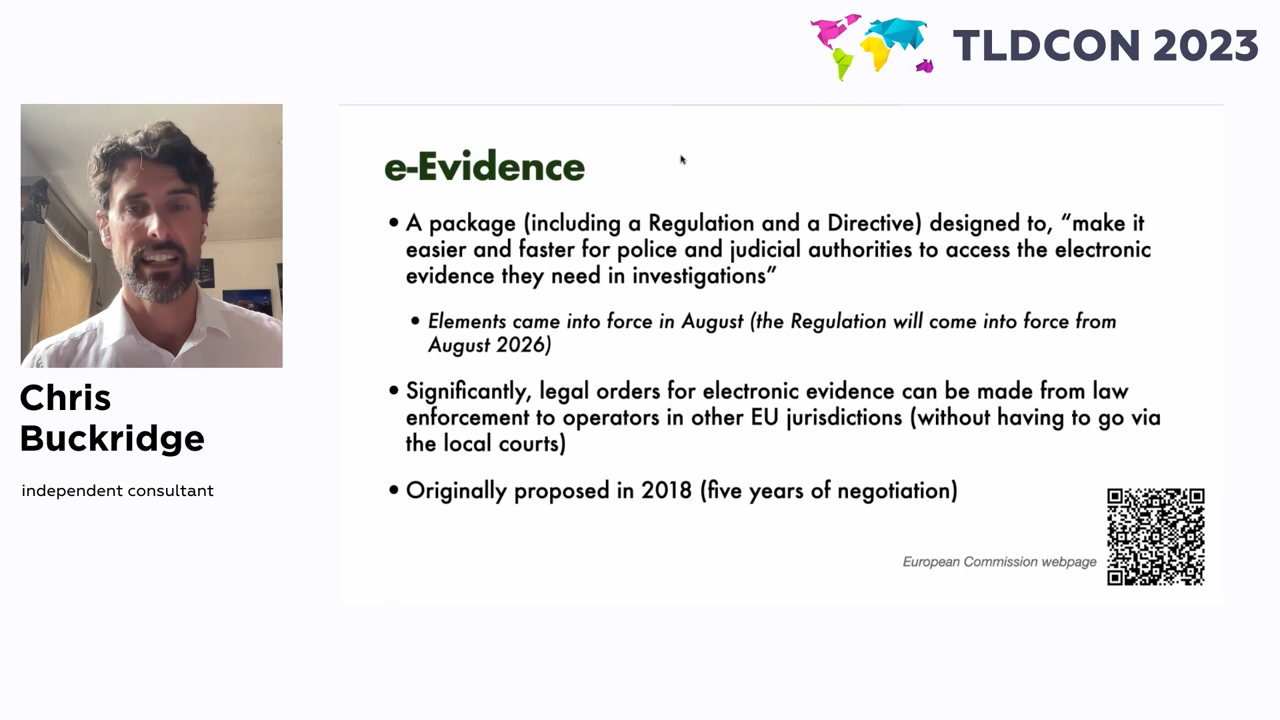 TLDCON 2023
Chris
Buckridge
independent consultant
e-Evidence
• A package (including a Regulation and a Directive) designed to, “make it
easier and faster for police and judicial authorities to access the electronic
evidence they need in investigations”
• Elements came into force in August (the Regulation will come into force from
August 2026)
• Significantly, legal orders for electronic evidence can be made from law
enforcement to operators in other EU jurisdictions (without having to go via
the local courts)
• Originally proposed in 2018 (five years of negotiation)
European Commission webpage